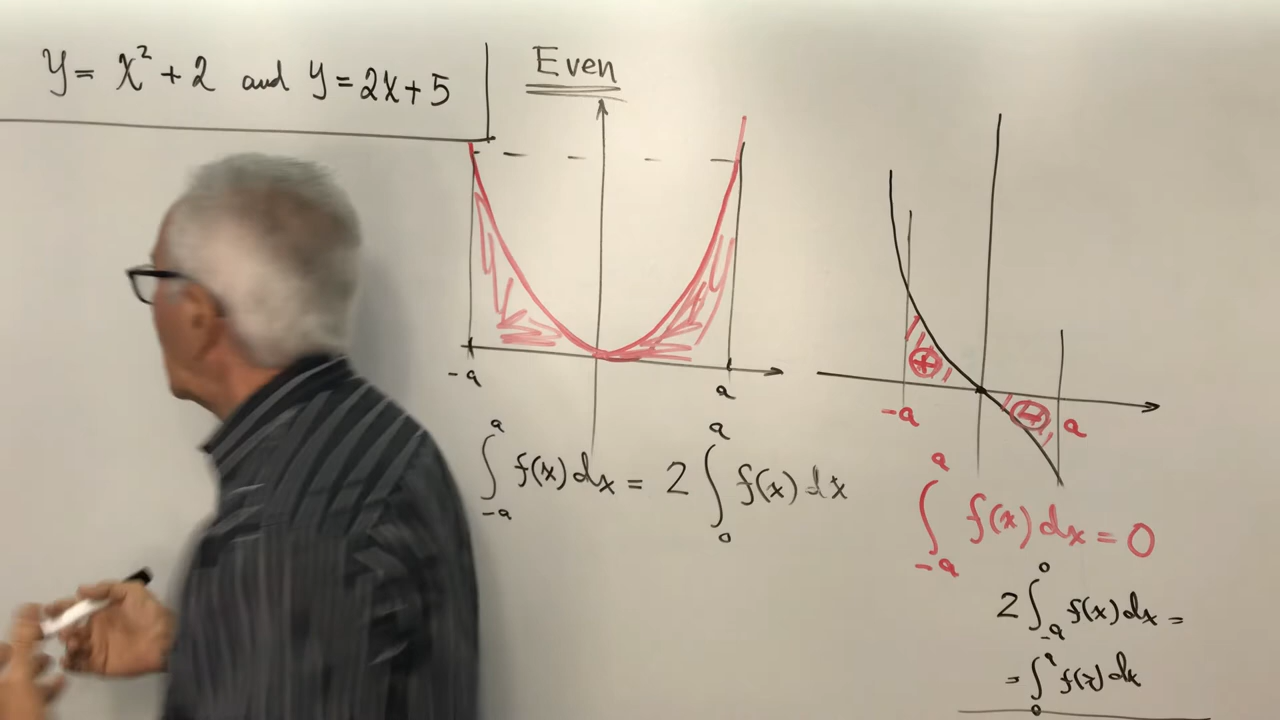 y = x² + 2 and y = 2x + 5
Even
-a a
∫_{-a}^{a} f(x) dx = 2 ∫_{0}^{a} f(x) dx
+
−
-a a
∫_{-a}^{a} f(x) dx = 0
2 ∫_{-a}^{0} f(x) dx =
= ∫_{0}^{a} f(x) dx